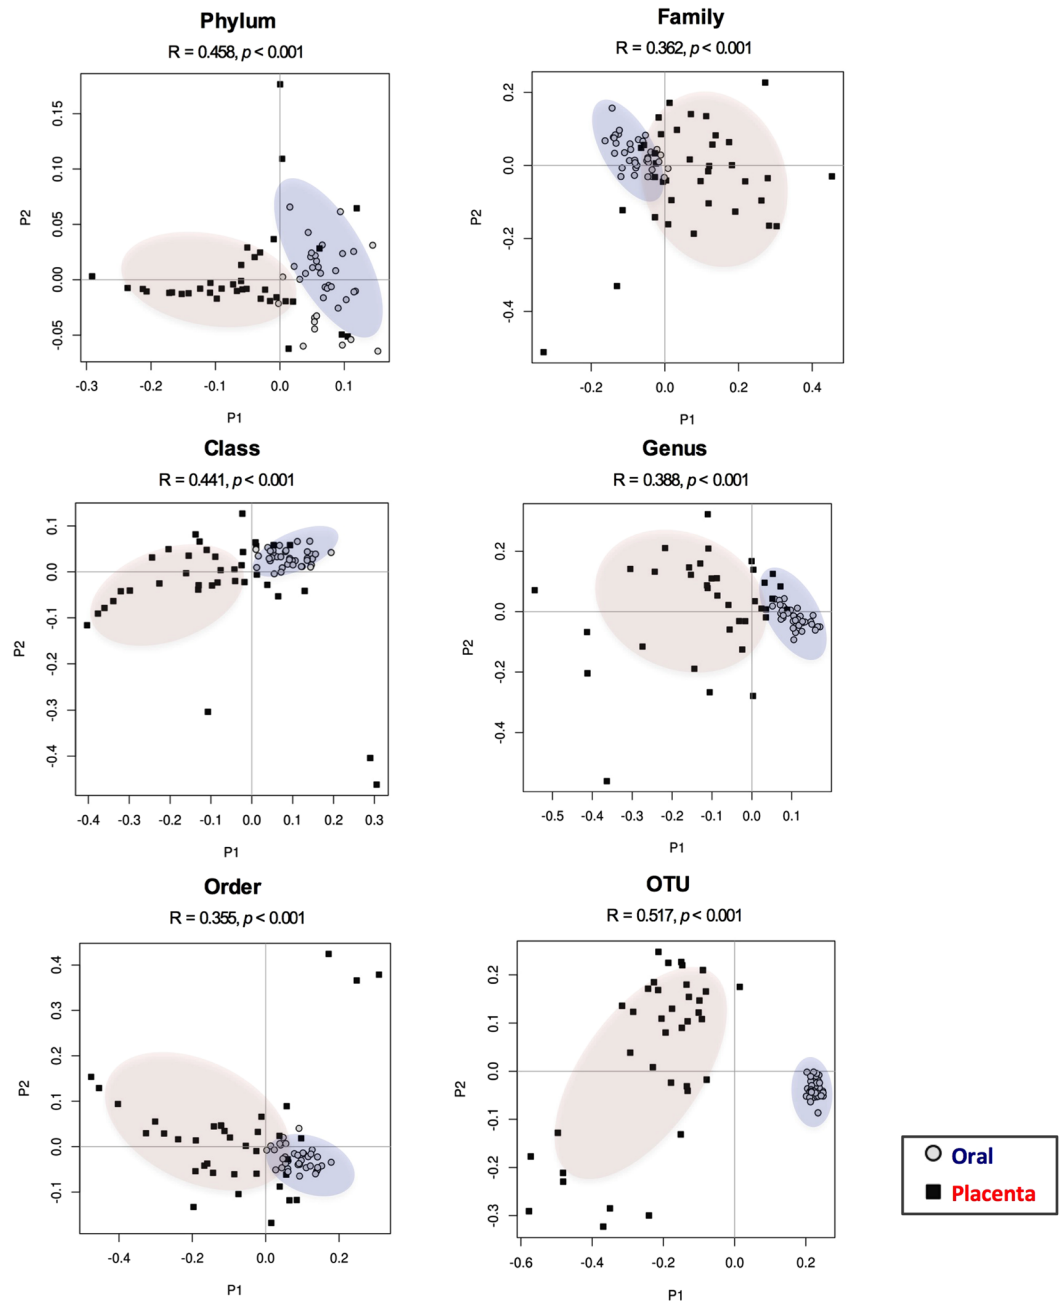 Phylum
R = 0.458, p < 0.001
P2
0.15
0.10
0.05
0.00
-0.05
-0.3 -0.2 -0.1 0.0 0.1
P1
Family
R = 0.362, p < 0.001
P2
0.2
0.0
-0.2
-0.4
-0.2 0.0 0.2 0.4
P1
Class
R = 0.441, p < 0.001
P2
0.1
0.0
-0.1
-0.2
-0.3
-0.4
-0.4 -0.3 -0.2 -0.1 0.0 0.1 0.2 0.3
P1
Genus
R = 0.388, p < 0.001
P2
0.2
0.0
-0.2
-0.4
-0.5 -0.4 -0.3 -0.2 -0.1 0.0 0.1
P1
Order
R = 0.355, p < 0.001
P2
0.4
0.3
0.2
0.1
0.0
-0.1
-0.4 -0.2 0.0 0.2
P1
OTU
R = 0.517, p < 0.001
P2
0.2
0.1
0.0
-0.1
-0.2
-0.3
-0.6 -0.4 -0.2 0.0 0.2
P1
Oral
Placenta